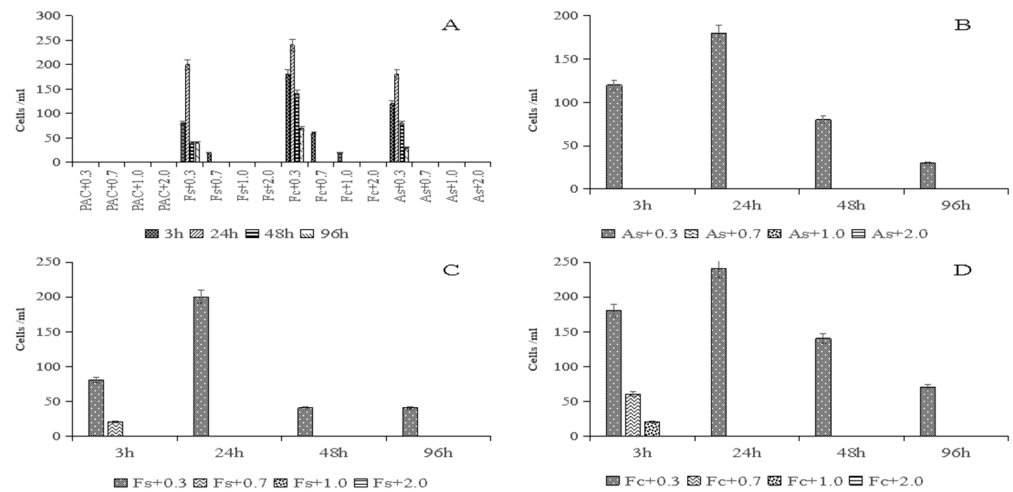 A
Cells /ml
300
250
200
150
100
50
0
PAC+0.3
PAC+0.7
PAC+1.0
PAC+2.0
Fs+0.3
Fs+0.7
Fs+1.0
Fs+2.0
Fc+0.3
Fc+0.7
Fc+1.0
Fc+2.0
As+0.3
As+0.7
As+1.0
As+2.0
3h 24h 48h 96h
B
Cells /ml
200
150
100
50
0
3h 24h 48h 96h
As+0.3 As+0.7 As+1.0 As+2.0
C
Cells /ml
250
200
150
100
50
0
3h 24h 48h 96h
Fs+0.3 Fs+0.7 Fs+1.0 Fs+2.0
D
Cells /ml
250
200
150
100
50
0
3h 24h 48h 96h
Fc+0.3 Fc+0.7 Fc+1.0 Fc+2.0